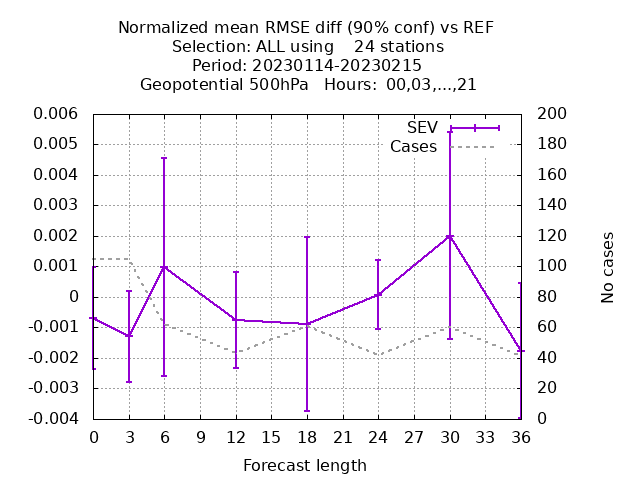 Normalized mean RMSE diff (90% conf) vs REF
Selection: ALL using    24 stations
Period: 20230114-20230215
Geopotential 500hPa   Hours:  00,03,...,21
0.006
0.005
0.004
0.003
0.002
0.001
0
-0.001
-0.002
-0.003
-0.004
SEV
Cases
200
180
160
140
120
100
80
60
40
20
0
No cases
0 3 6 9 12 15 18 21 24 27 30 33 36
Forecast length